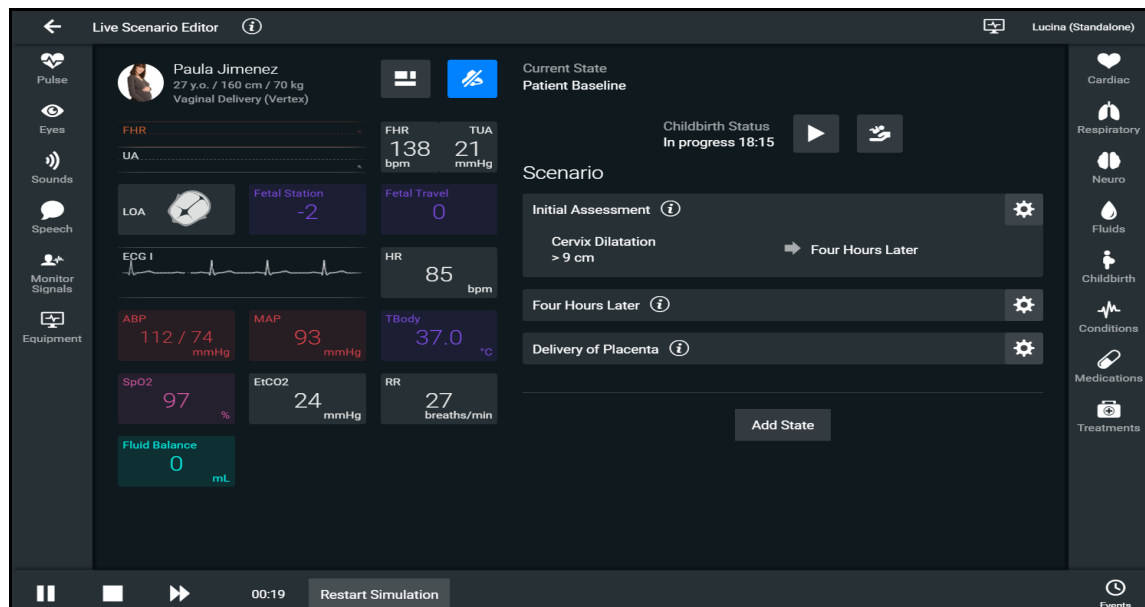 Live Scenario Editor
Lucina (Standalone)
Pulse
Eyes
Sounds
Speech
Monitor
Signals
Equipment
Paula Jimenez
27 y.o. / 160 cm / 70 kg
Vaginal Delivery (Vertex)
FHR
UA
FHR TUA
138 21
bpm mmHg
LOA
Fetal Station
-2
Fetal Travel
0
ECG I
HR
85
bpm
ABP
112 / 74
mmHg
MAP
93
mmHg
TBody
37.0
°C
SpO2
97
%
EtCO2
24
mmHg
RR
27
breaths/min
Fluid Balance
0
mL
Current State
Patient Baseline
Childbirth Status
In progress 18:15
Scenario
Initial Assessment
Cervix Dilatation
> 9 cm
Four Hours Later
Four Hours Later
Delivery of Placenta
Add State
Cardiac
Respiratory
Neuro
Fluids
Childbirth
Conditions
Medications
Treatments
00:19
Restart Simulation
Events